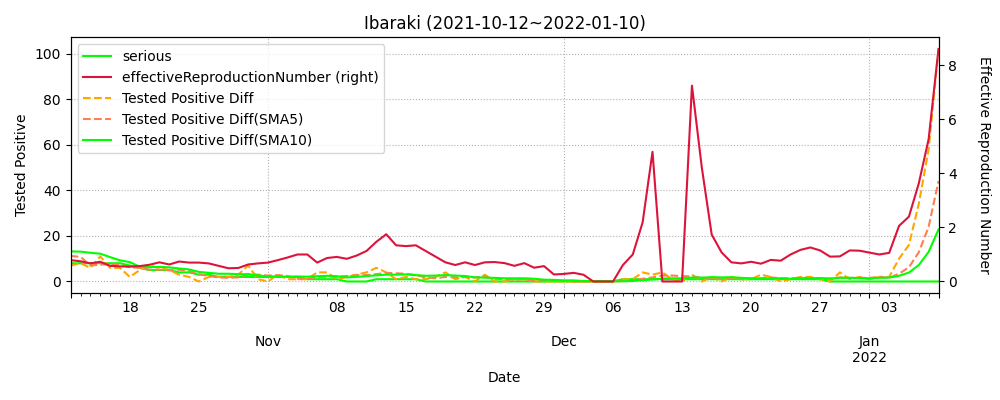 Ibaraki (2021-10-12~2022-01-10)
serious
effectiveReproductionNumber (right)
Tested Positive Diff
Tested Positive Diff(SMA5)
Tested Positive Diff(SMA10)
Tested Positive
100
80
60
40
20
0
8
6
4
2
0
Effective Reproduction Number
18 25 08 15 22 29 06 13 20 27 03
Nov Dec Jan
2022
Date